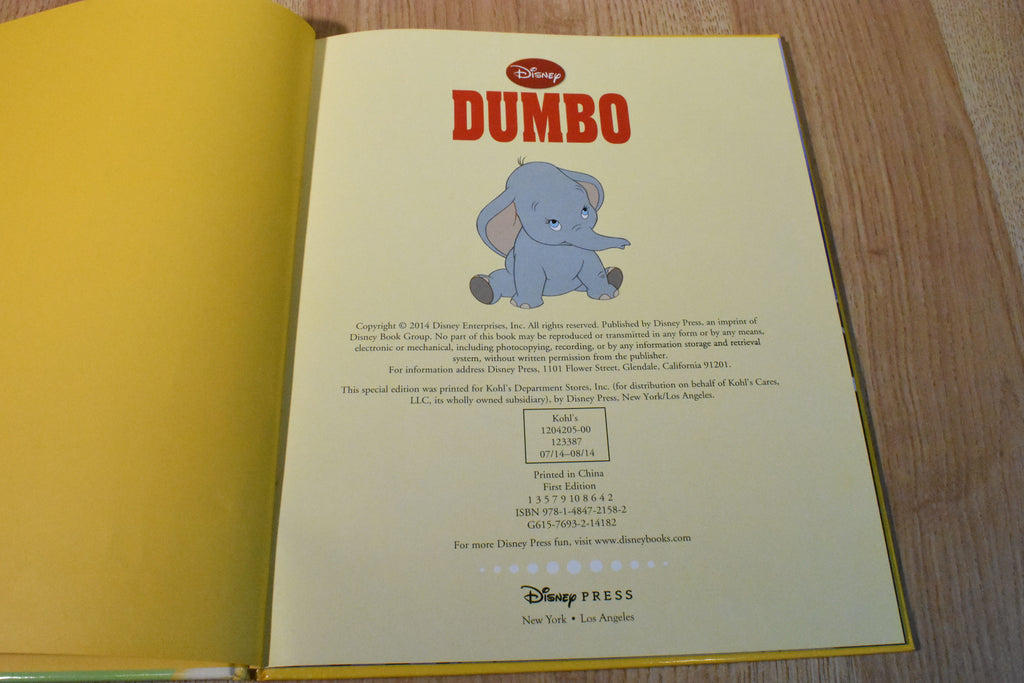 Disney
DUMBO
Copyright © 2014 Disney Enterprises, Inc. All rights reserved. Published by Disney Press, an imprint of
Disney Book Group. No part of this book may be reproduced or transmitted in any form or by any means,
electronic or mechanical, including photocopying, recording, or by any information storage and retrieval
system, without written permission from the publisher.
For information address Disney Press, 1101 Flower Street, Glendale, California 91201.
This special edition was printed for Kohl's Department Stores, Inc. (for distribution on behalf of Kohl's Cares,
LLC, its wholly owned subsidiary), by Disney Press, New York/Los Angeles.
Kohl's
1204205-00
123387
07/14–08/14
Printed in China
First Edition
1 3 5 7 9 10 8 6 4 2
ISBN 978-1-4847-2158-2
G615-7693-2-14182
For more Disney Press fun, visit www.disneybooks.com
Disney PRESS
New York • Los Angeles